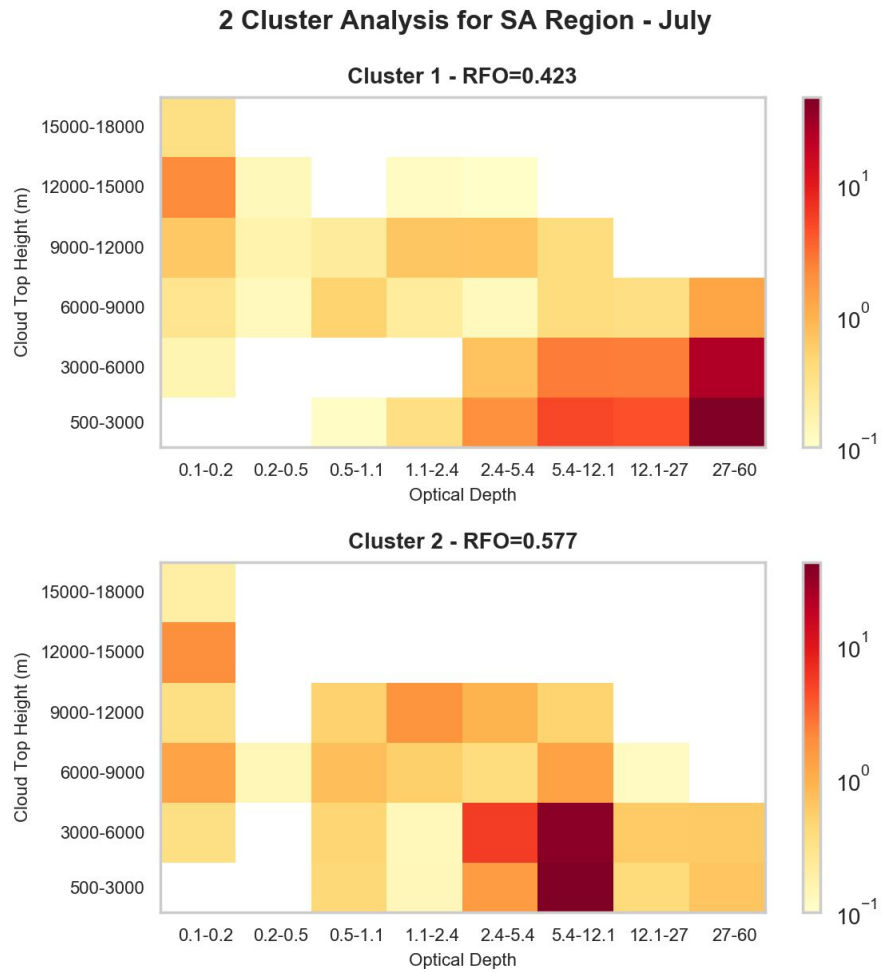 2 Cluster Analysis for SA Region - July
Cluster 1 - RFO=0.423
Cloud Top Height (m)
15000-18000
12000-15000
9000-12000
6000-9000
3000-6000
500-3000
0.1-0.2 0.2-0.5 0.5-1.1 1.1-2.4 2.4-5.4 5.4-12.1 12.1-27 27-60
Optical Depth
10^1
10^0
10^-1
Cluster 2 - RFO=0.577
Cloud Top Height (m)
15000-18000
12000-15000
9000-12000
6000-9000
3000-6000
500-3000
0.1-0.2 0.2-0.5 0.5-1.1 1.1-2.4 2.4-5.4 5.4-12.1 12.1-27 27-60
Optical Depth
10^1
10^0
10^-1